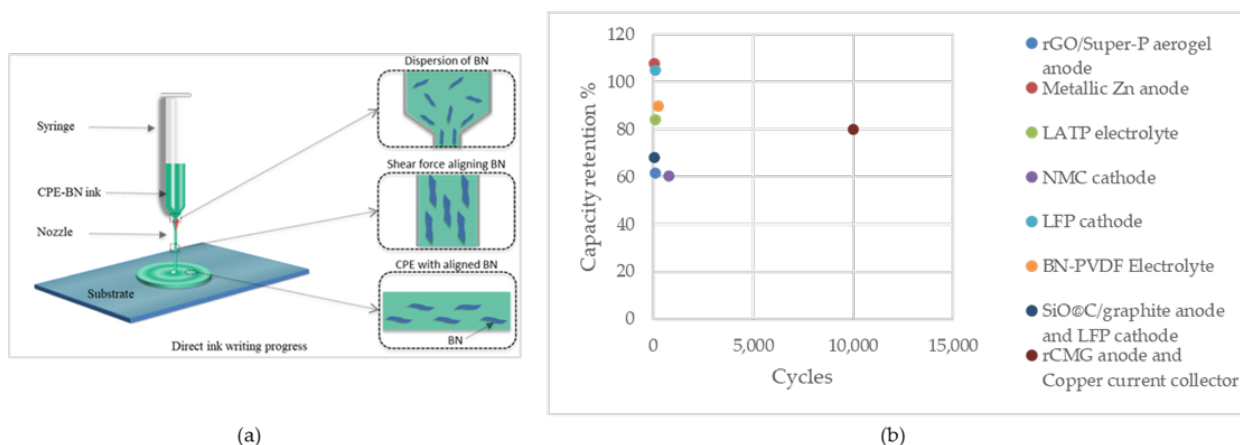 Syringe
CPE-BN ink
Nozzle
Substrate
Direct ink writing progress
Dispersion of BN
Shear force aligning BN
CPE with aligned BN
BN
(a)
Capacity retention %
120
100
80
60
40
20
0
0
5,000
10,000
15,000
Cycles
rGO/Super-P aerogel
anode
Metallic Zn anode
LATP electrolyte
NMC cathode
LFP cathode
BN-PVDF Electrolyte
SiO@C/graphite anode
and LFP cathode
rCMG anode and
Copper current collector
(b)